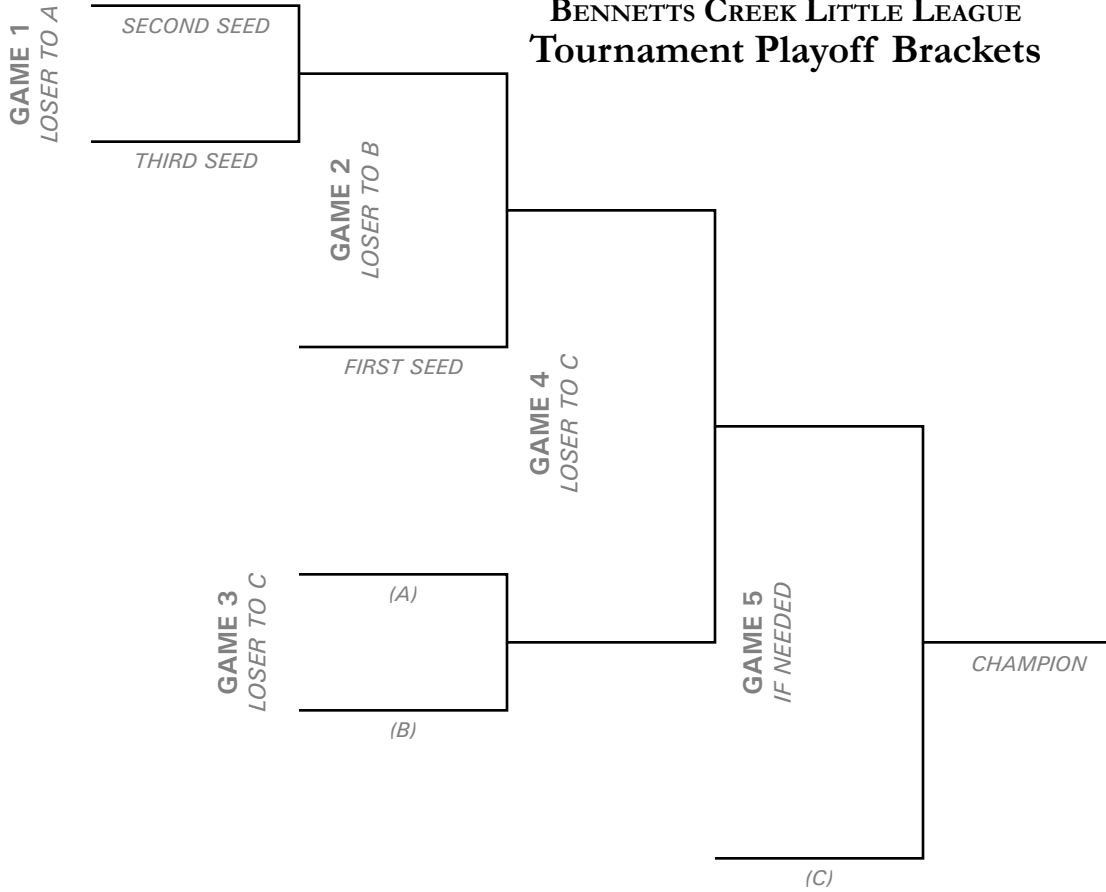 BENNETTS CREEK LITTLE LEAGUE
Tournament Playoff Brackets
GAME 1
LOSER TO A
SECOND SEED
THIRD SEED
GAME 2
LOSER TO B
FIRST SEED
GAME 4
LOSER TO C
GAME 3
LOSER TO C
(A)
(B)
GAME 5
IF NEEDED
CHAMPION
(C)